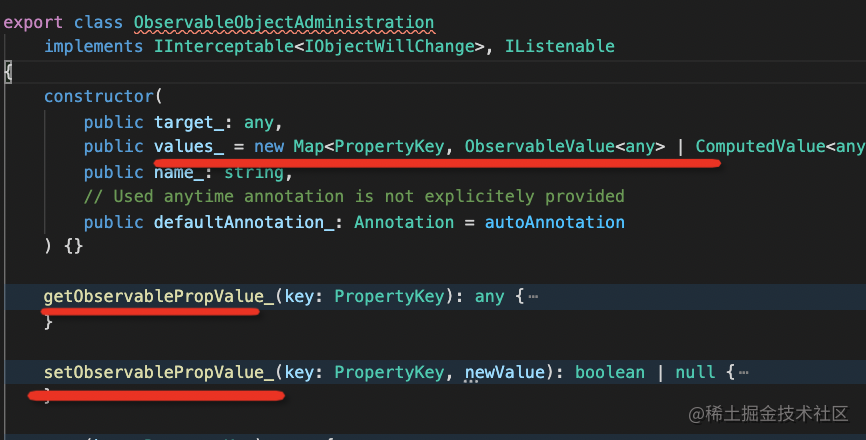 export class ObservableObjectAdministration
implements IInterceptable<IObjectWillChange>, IListenable
{
constructor(
public target_: any,
public values_ = new Map<PropertyKey, ObservableValue<any> | ComputedValue<any
public name_: string,
// Used anytime annotation is not explicitely provided
public defaultAnnotation_: Annotation = autoAnnotation
) {}
getObservablePropValue_(key: PropertyKey): any {⋯
}
setObservablePropValue_(key: PropertyKey, newValue): boolean | null {⋯
}
@稀土掘金技术社区